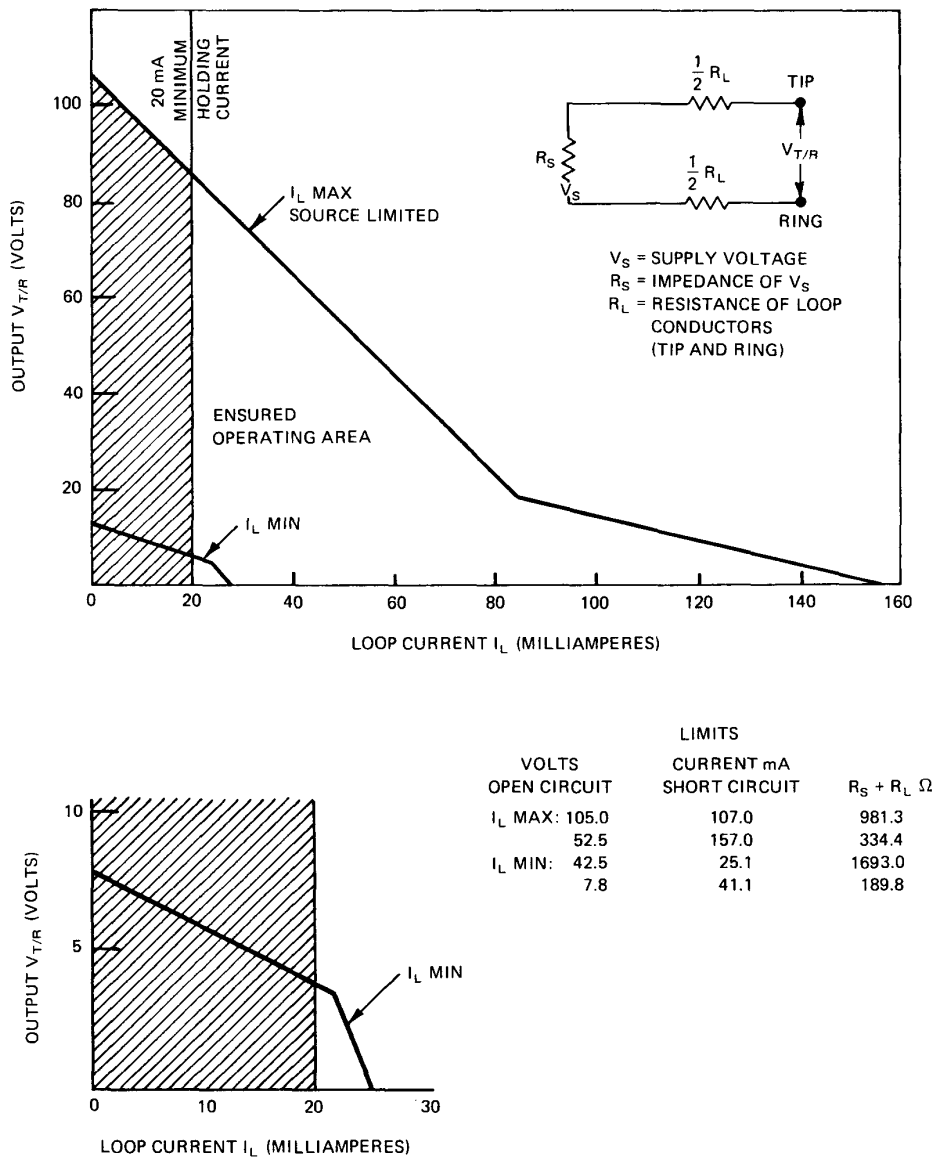 20 mA
MINIMUM
HOLDING
CURRENT
OUTPUT V_T/R (VOLTS)
100
80
60
40
20
0
0
20
40
60
80
100
120
140
160
LOOP CURRENT I_L (MILLIAMPERES)
I_L MAX
SOURCE LIMITED
ENSURED
OPERATING AREA
I_L MIN
1/2 R_L
TIP
R_S
V_S
V_T/R
1/2 R_L
RING
V_S = SUPPLY VOLTAGE
R_S = IMPEDANCE OF V_S
R_L = RESISTANCE OF LOOP
CONDUCTORS
(TIP AND RING)
OUTPUT V_T/R (VOLTS)
10
5
0
0
10
20
30
LOOP CURRENT I_L (MILLIAMPERES)
I_L MIN
LIMITS
VOLTS CURRENT mA
OPEN CIRCUIT SHORT CIRCUIT R_S + R_L Ω
I_L MAX: 105.0 107.0 981.3
52.5 157.0 334.4
I_L MIN: 42.5 25.1 1693.0
7.8 41.1 189.8